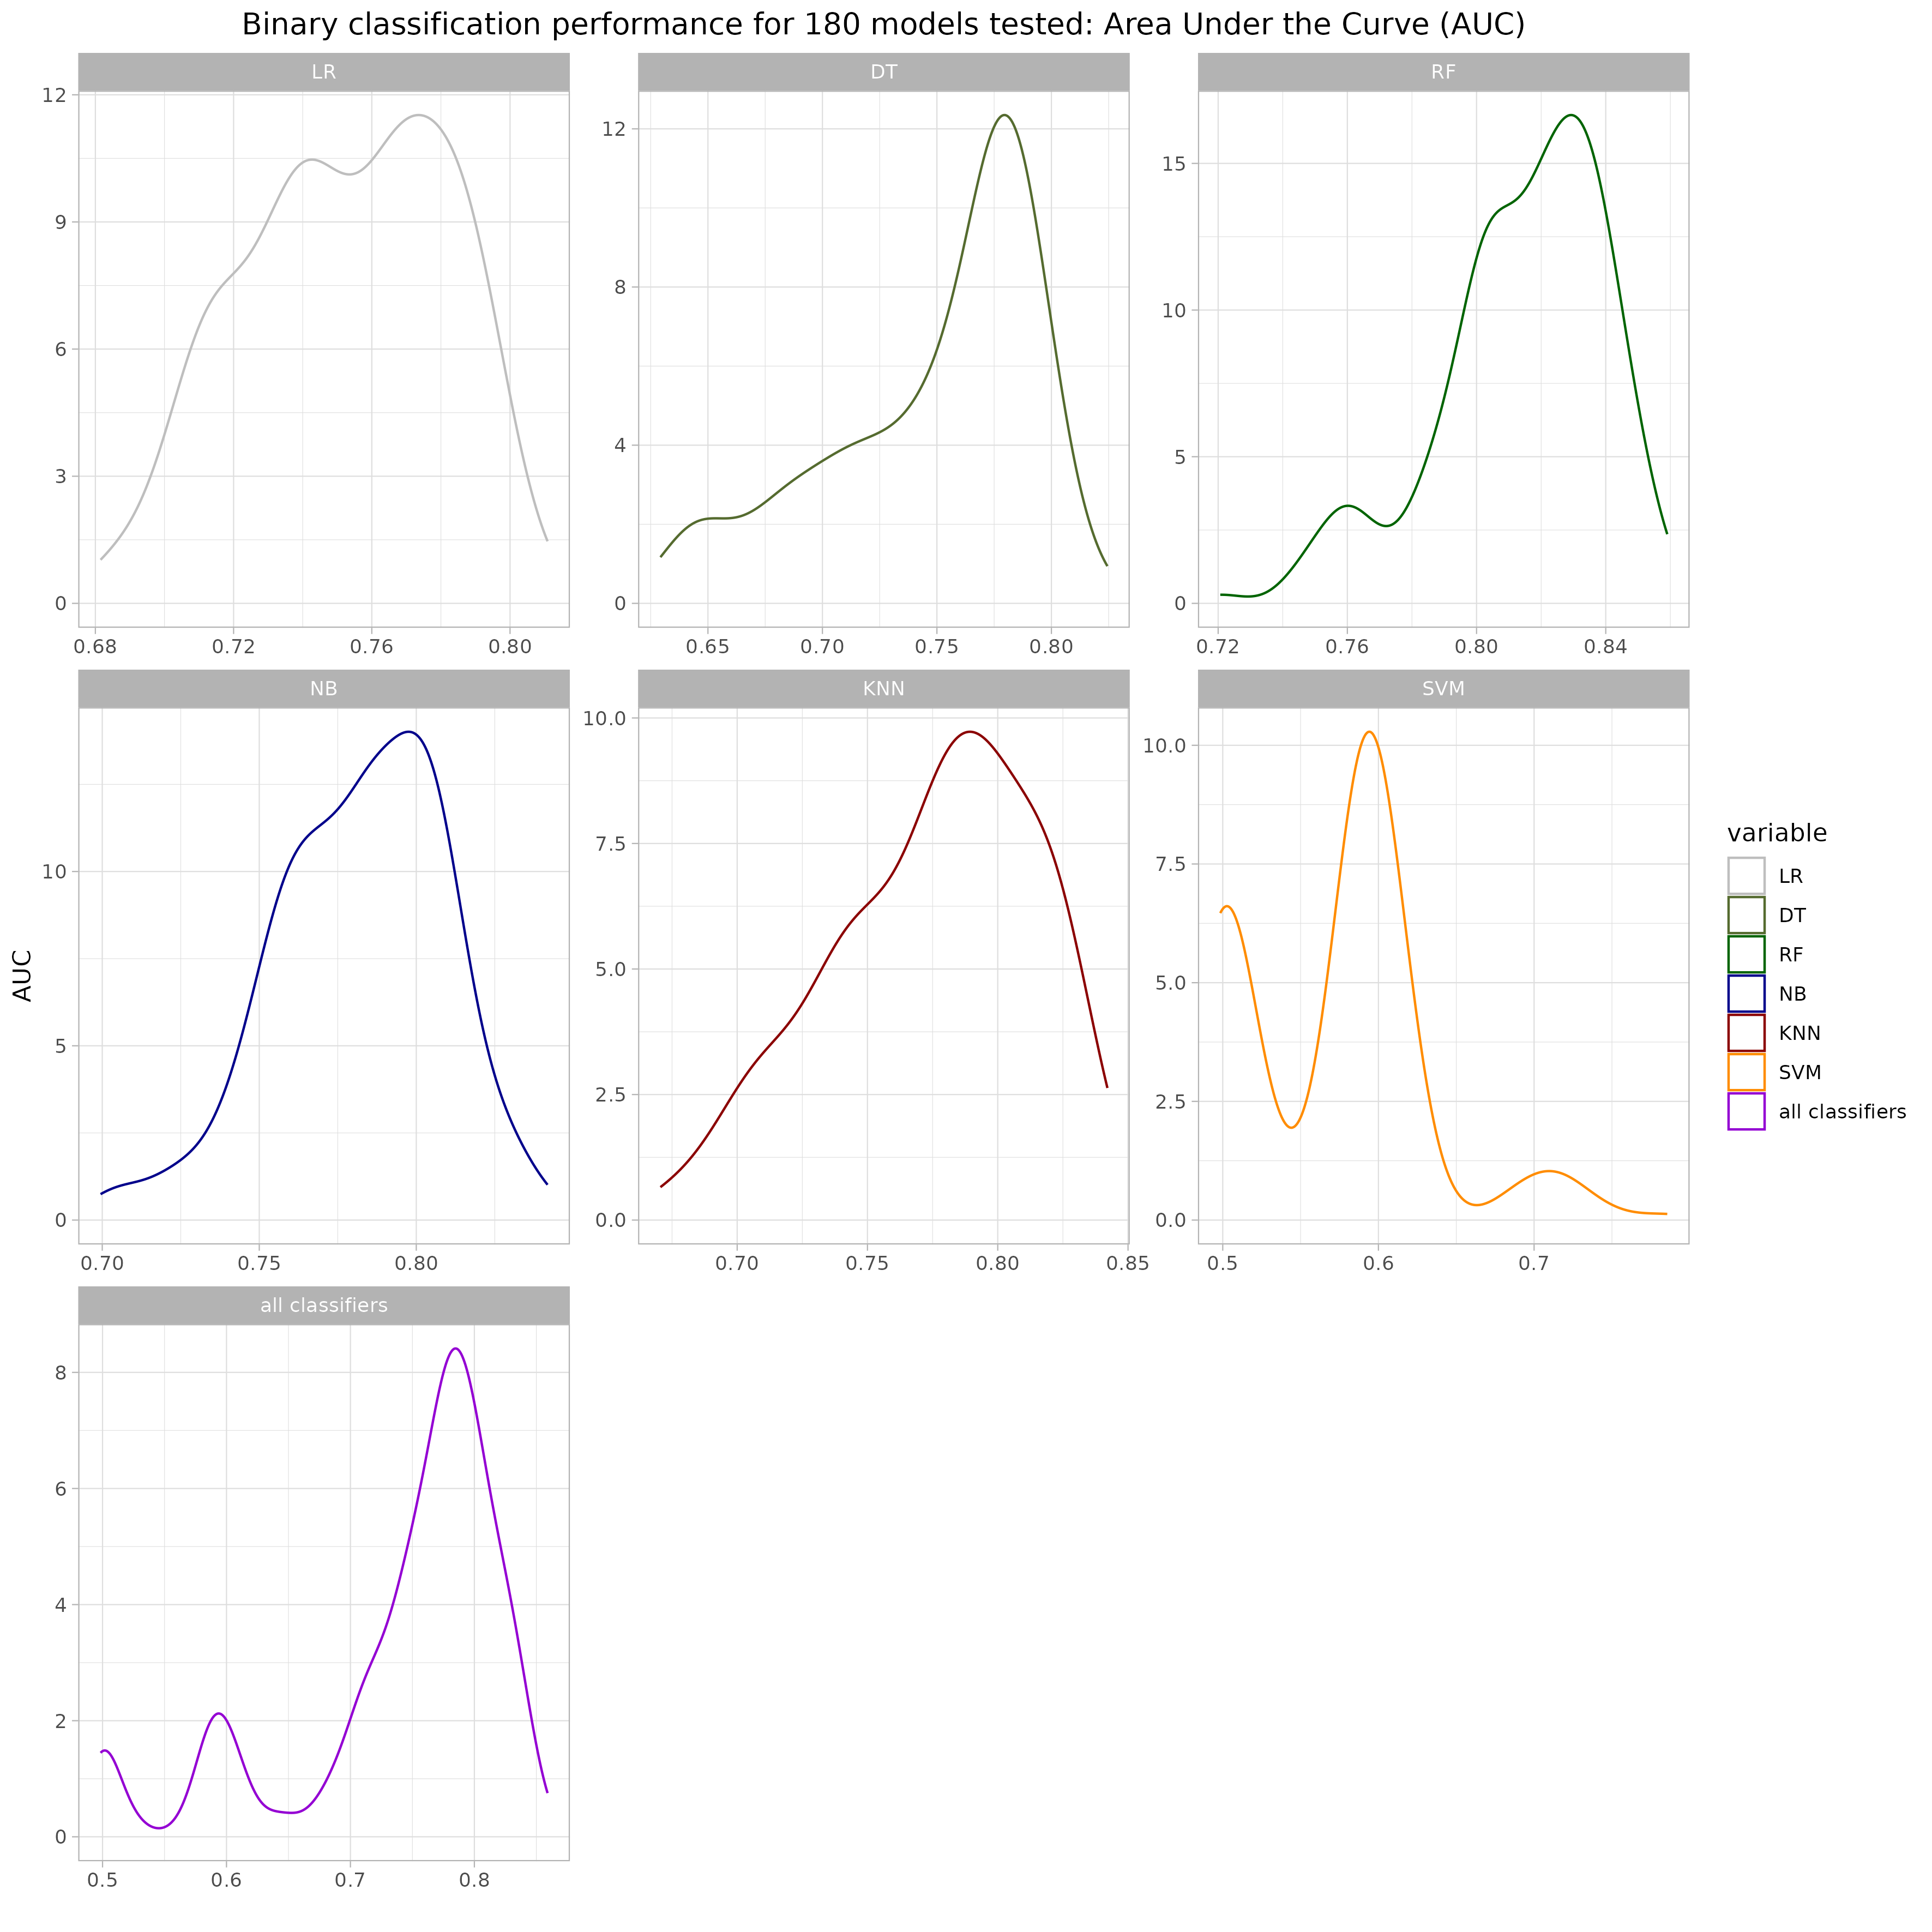 Binary classification performance for 180 models tested: Area Under the Curve (AUC)
LR
12
9
6
3
0
0.68 0.72 0.76 0.80
DT
12
8
4
0
0.65 0.70 0.75 0.80
RF
15
10
5
0
0.72 0.76 0.80 0.84
NB
10
5
0
0.70 0.75 0.80
KNN
10.0
7.5
5.0
2.5
0.0
0.70 0.75 0.80 0.85
SVM
10.0
7.5
5.0
2.5
0.0
0.5 0.6 0.7
all classifiers
8
6
4
2
0
0.5 0.6 0.7 0.8
AUC
variable
LR
DT
RF
NB
KNN
SVM
all classifiers